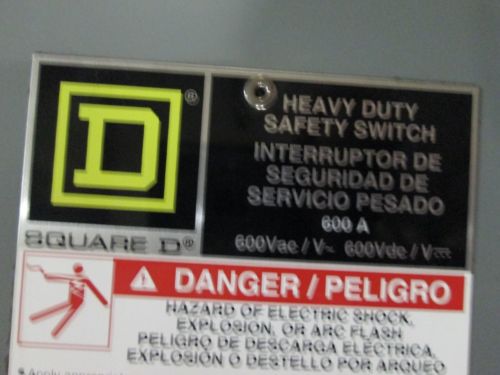 D®
SQUARE D®
HEAVY DUTY
SAFETY SWITCH
INTERRUPTOR DE
SEGURIDAD DE
SERVICIO PESADO
600 A
600Vac / V~ 600Vdc / V⎓
DANGER / PELIGRO
HAZARD OF ELECTRIC SHOCK,
EXPLOSION, OR ARC FLASH
PELIGRO DE DESCARGA ELÉCTRICA,
EXPLOSIÓN O DESTELLO POR ARQUEO
• Apply